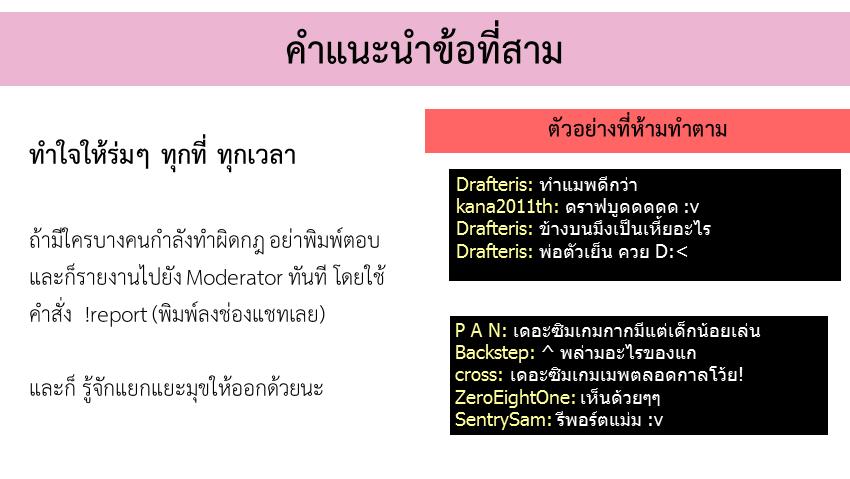 คำแนะนำข้อที่สาม
ทำใจให้ร่มๆ ทุกที่ ทุกเวลา
ถ้ามีใครบางคนกำลังทำผิดกฎ อย่าพิมพ์ตอบ
และก็รายงานไปยัง Moderator ทันที โดยใช้
คำสั่ง !report (พิมพ์ลงช่องแชทเลย)
และก็ รู้จักแยกแยะมุขให้ออกด้วยนะ
ตัวอย่างที่ห้ามทำตาม
Drafteris: ทำแมพดีกว่า
kana2011th: ดราฟบูดดดดด :v
Drafteris: ข้างบนมึงเป็นเหี้ยอะไร
Drafteris: พ่อตัวเย็น ควย D:<
P A N: เดอะซิมเกมกากมีแต่เด็กน้อยเล่น
Backstep: ^ พล่ามอะไรของแก
cross: เดอะซิมเกมเมพตลอดกาลโว้ย!
ZeroEightOne: เห็นด้วยๆๆ
SentrySam: รีพอร์ตแม่ม :v